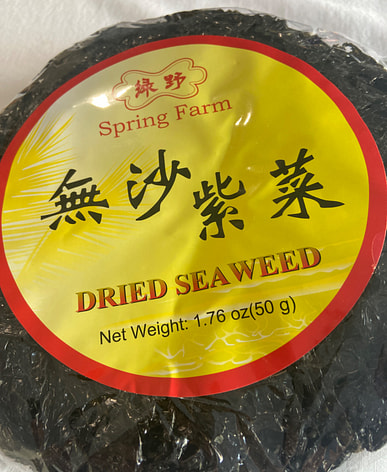 綠野
Spring Farm
無沙紫菜
DRIED SEAWEED
Net Weight: 1.76 oz(50 g)